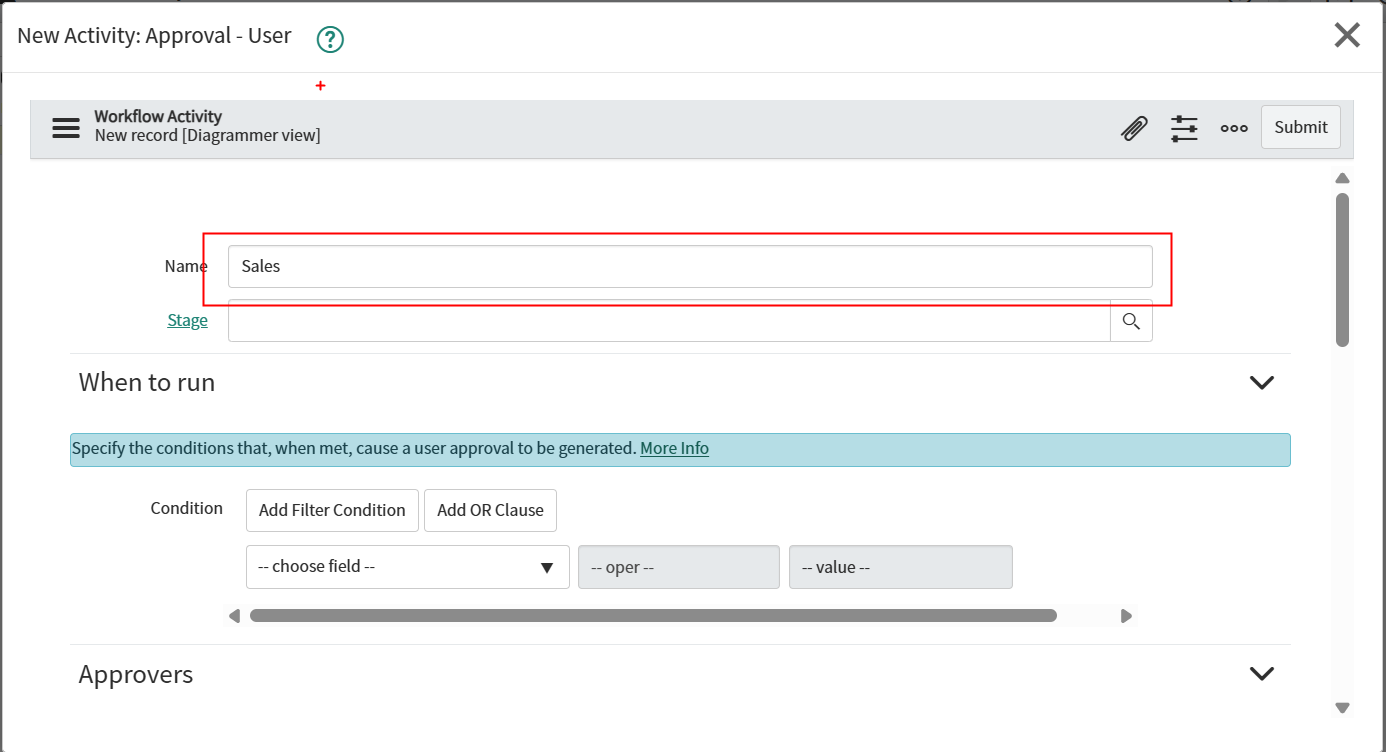 New Activity: Approval - User
Workflow Activity
New record [Diagrammer view]
Submit
Name
Sales
Stage
When to run
Specify the conditions that, when met, cause a user approval to be generated. More Info
Condition
Add Filter Condition
Add OR Clause
-- choose field --
-- oper --
-- value --
Approvers